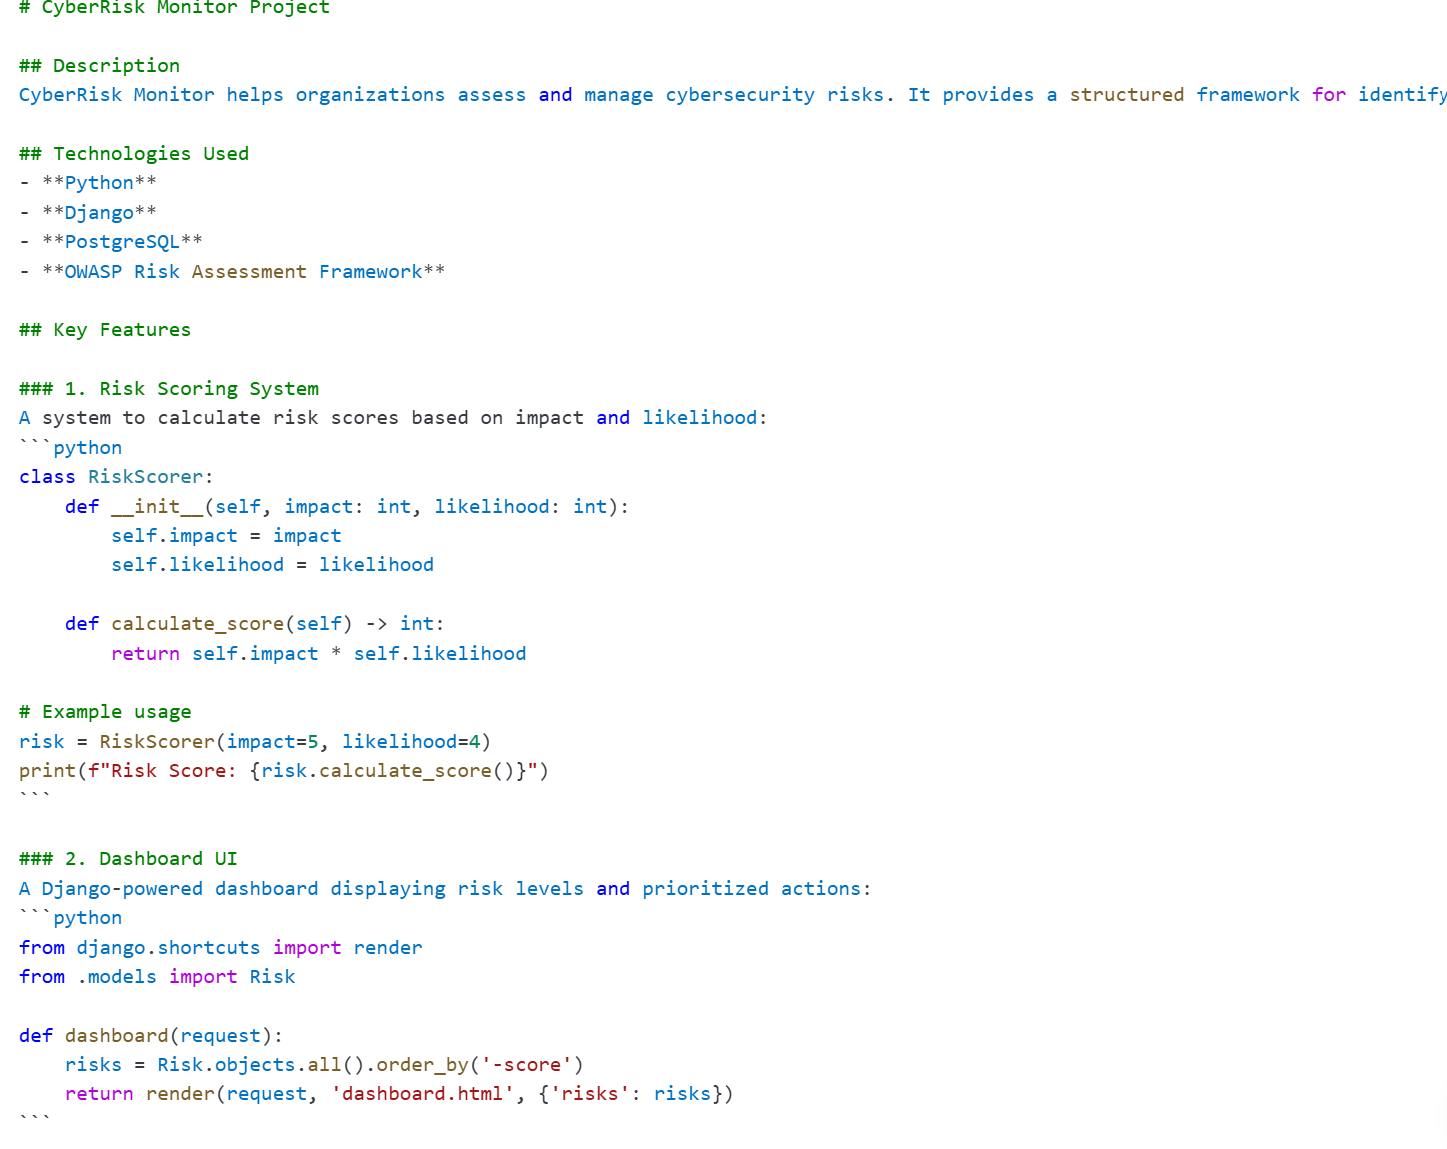 # CyberRisk Monitor Project
## Description
CyberRisk Monitor helps organizations assess and manage cybersecurity risks. It provides a structured framework for identify
## Technologies Used
- **Python**
- **Django**
- **PostgreSQL**
- **OWASP Risk Assessment Framework**
## Key Features
### 1. Risk Scoring System
A system to calculate risk scores based on impact and likelihood:
```python
class RiskScorer:
    def __init__(self, impact: int, likelihood: int):
        self.impact = impact
        self.likelihood = likelihood
    def calculate_score(self) -> int:
        return self.impact * self.likelihood
# Example usage
risk = RiskScorer(impact=5, likelihood=4)
print(f"Risk Score: {risk.calculate_score()}")
```
### 2. Dashboard UI
A Django-powered dashboard displaying risk levels and prioritized actions:
```python
from django.shortcuts import render
from .models import Risk
def dashboard(request):
    risks = Risk.objects.all().order_by('-score')
    return render(request, 'dashboard.html', {'risks': risks})
```